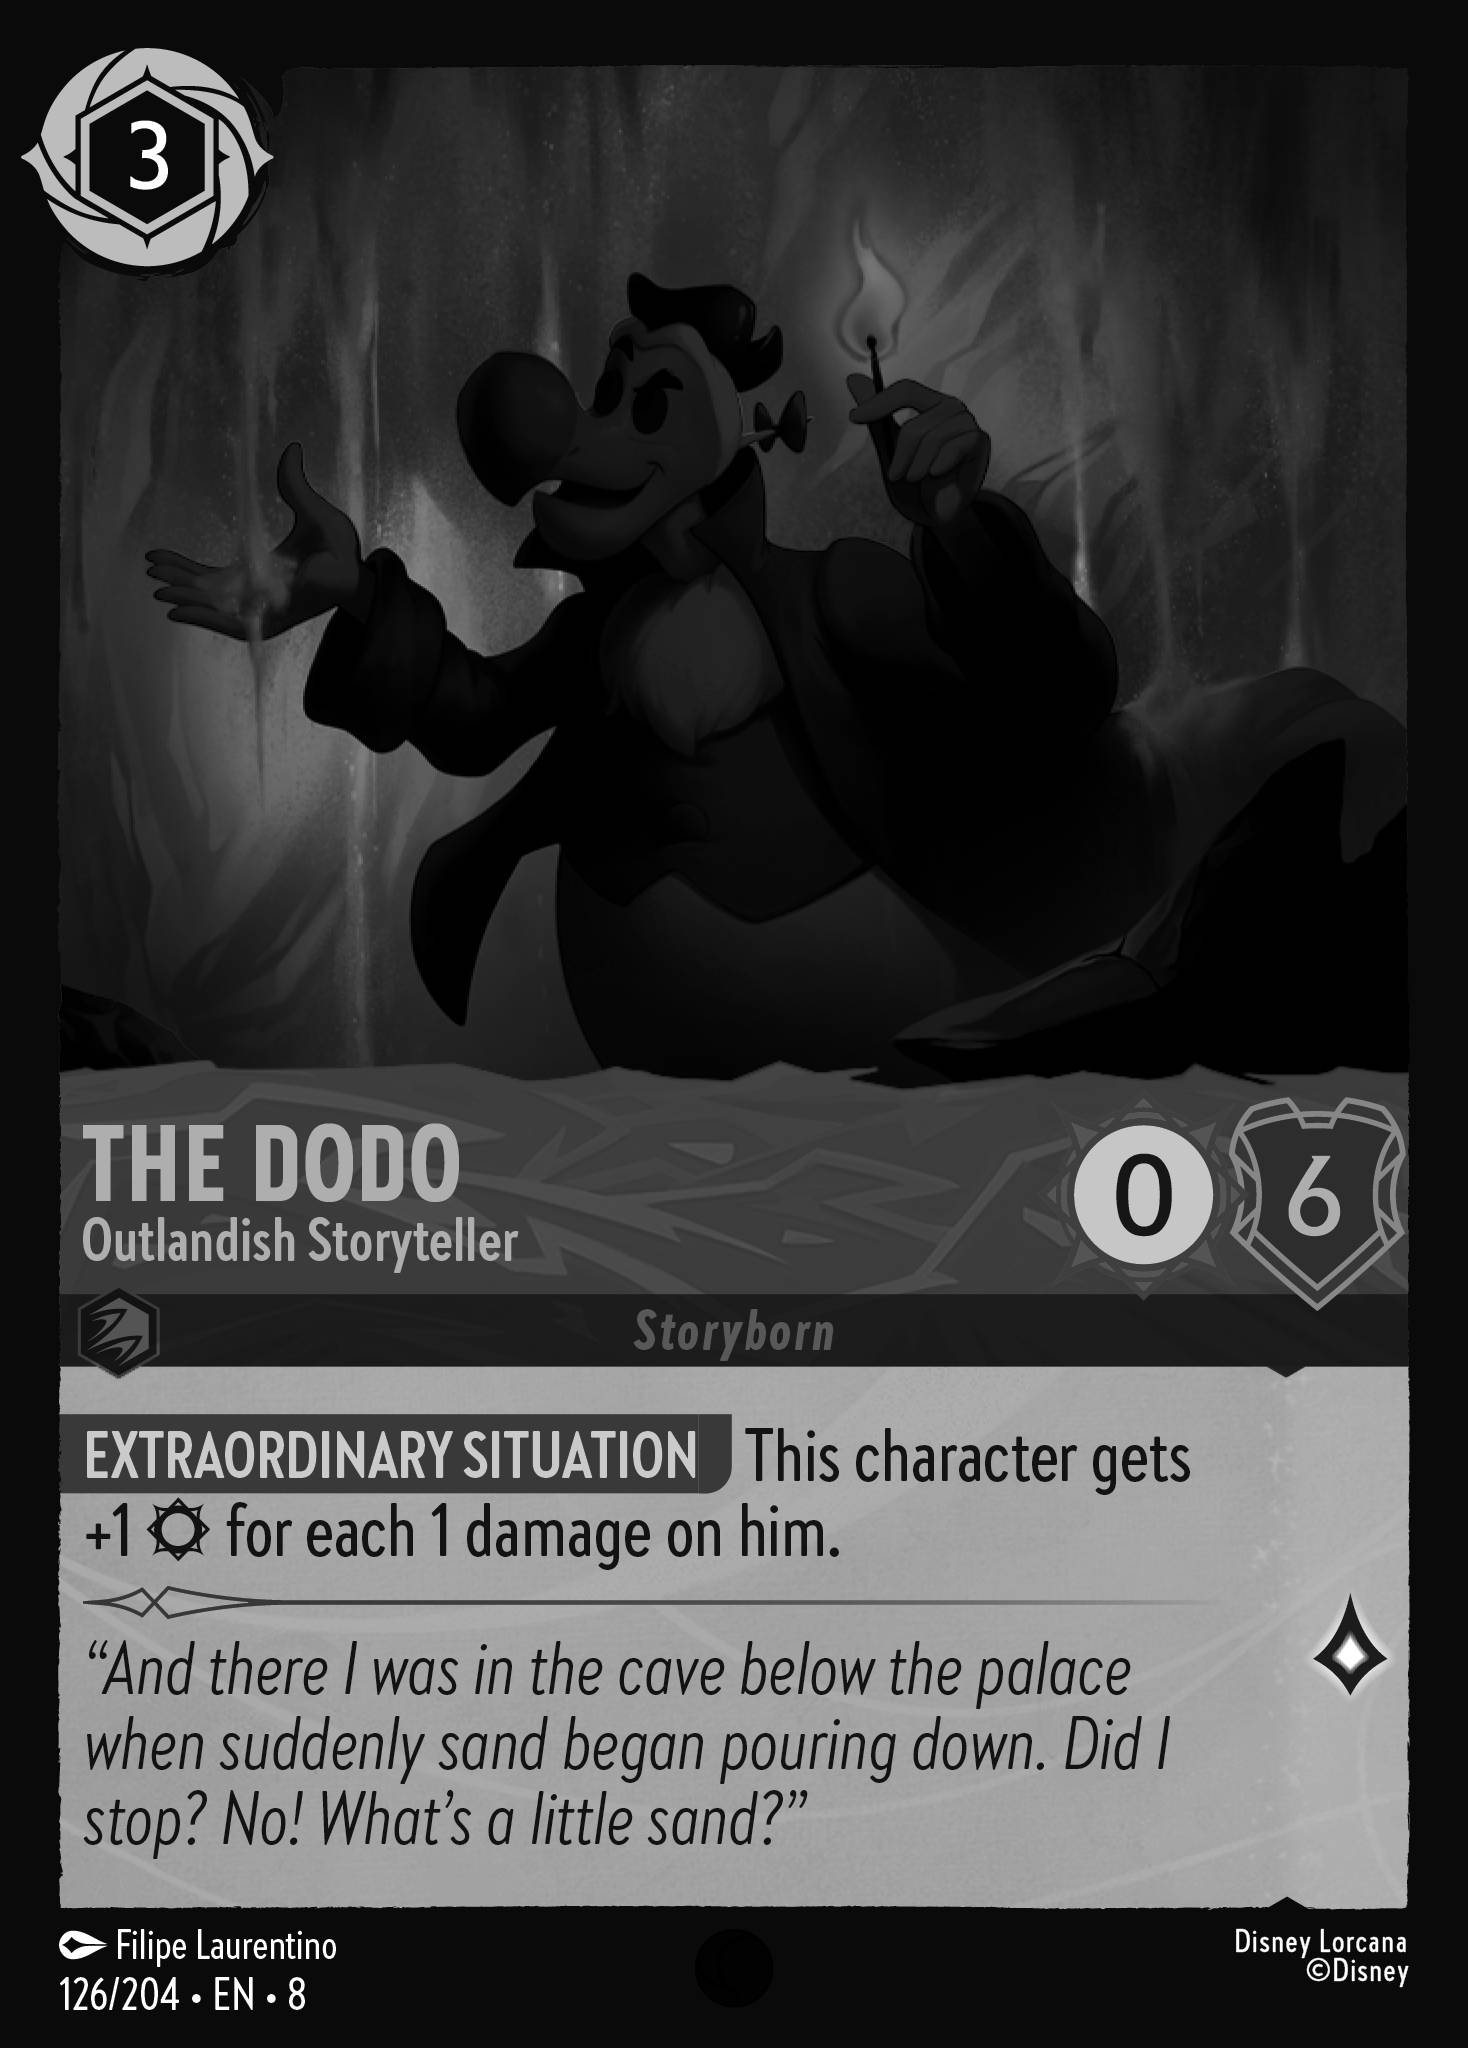 3
THE DODO
Outlandish Storyteller
0
6
Storyborn
EXTRAORDINARY SITUATION This character gets
+1 for each 1 damage on him.
“And there I was in the cave below the palace
when suddenly sand began pouring down. Did I
stop? No! What’s a little sand?”
Filipe Laurentino
126/204 • EN • 8
Disney Lorcana
©Disney